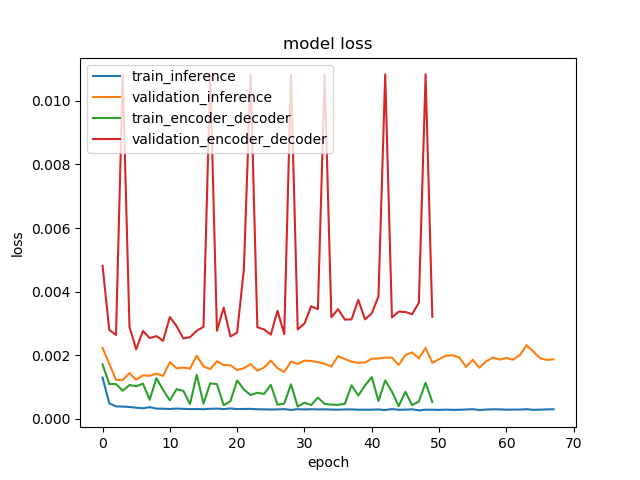 model loss
train_inference
validation_inference
train_encoder_decoder
validation_encoder_decoder
loss
0.010
0.008
0.006
0.004
0.002
0.000
0 10 20 30 40 50 60 70
epoch